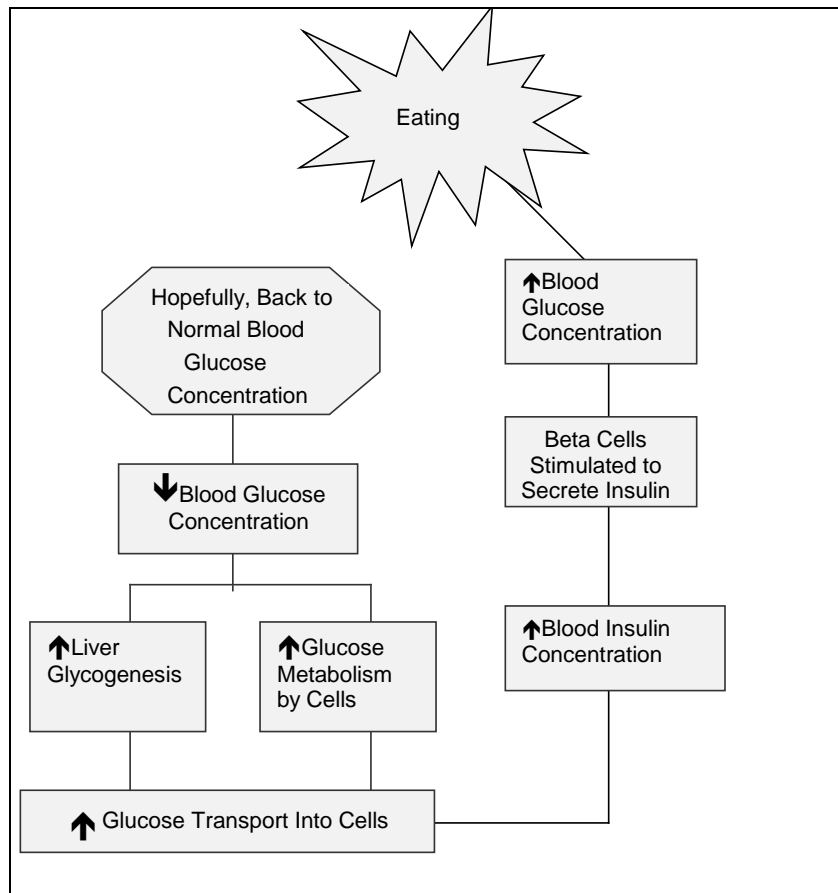 Eating
↑Blood
Glucose
Concentration
Beta Cells
Stimulated to
Secrete Insulin
↑Blood Insulin
Concentration
↑ Glucose Transport Into Cells
↑Liver
Glycogenesis
↑Glucose
Metabolism
by Cells
↓Blood Glucose
Concentration
Hopefully, Back to
Normal Blood
Glucose
Concentration